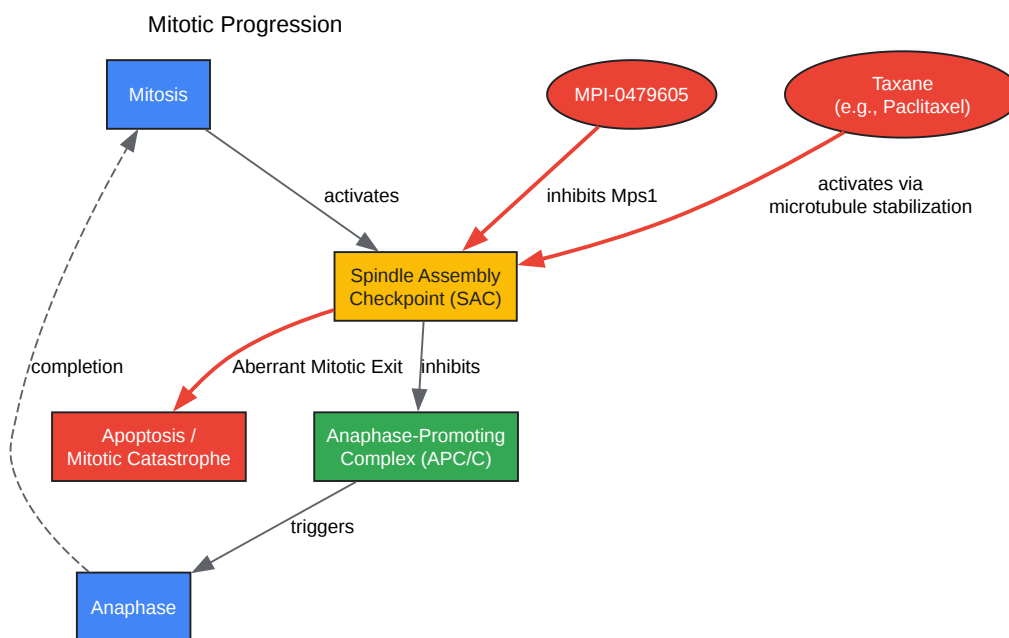 Mitotic Progression
Mitosis
MPI-0479605
Taxane
(e.g., Paclitaxel)
activates
inhibits Mps1
activates via
microtubule stabilization
Spindle Assembly
Checkpoint (SAC)
completion
Aberrant Mitotic Exit
inhibits
Apoptosis /
Mitotic Catastrophe
Anaphase-Promoting
Complex (APC/C)
triggers
Anaphase